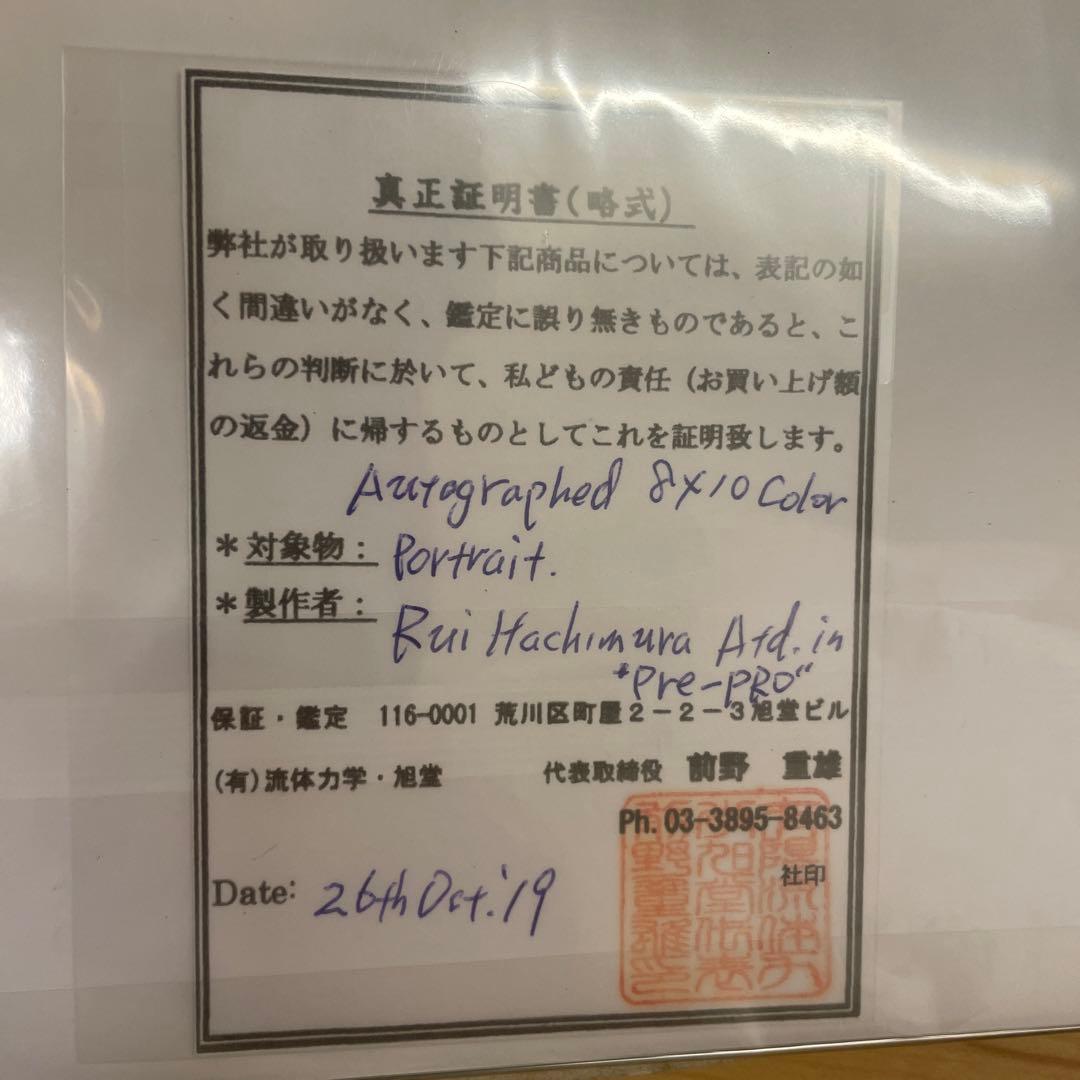 真正証明書(略式)
弊社が取り扱います下記商品については、表記の如
く間違いがなく、鑑定に誤り無きものであると、こ
れらの判断に於いて、私どもの責任(お買い上げ額
の返金)に帰するものとしてこれを証明致します。
Autographed 8×10 Color
*対象物: Portrait.
*製作者: Rui Hachimura Atd. in
"Pre-PRO"
保証・鑑定 116-0001 荒川区町屋2-2-3旭堂ビル
(有)流体力学・旭堂 代表取締役 前野 重雄
Ph. 03-3895-8463
社印
Date: 26th Oct. '19